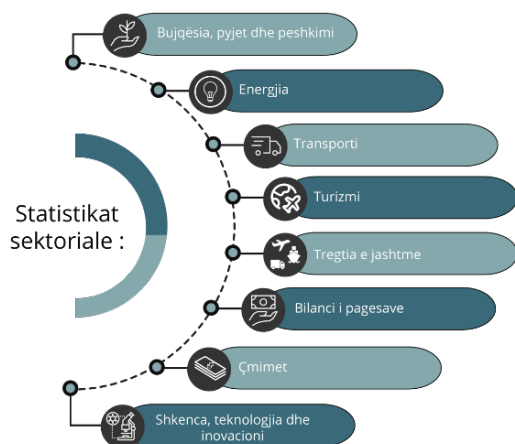 Bujqësia, pyjet dhe peshkimi
Energjia
Transporti
Turizmi
Statistikat
sektoriale :
Tregtia e jashtme
Bilanci i pagesave
Çmimet
Shkenca, teknologjia dhe
inovacioni